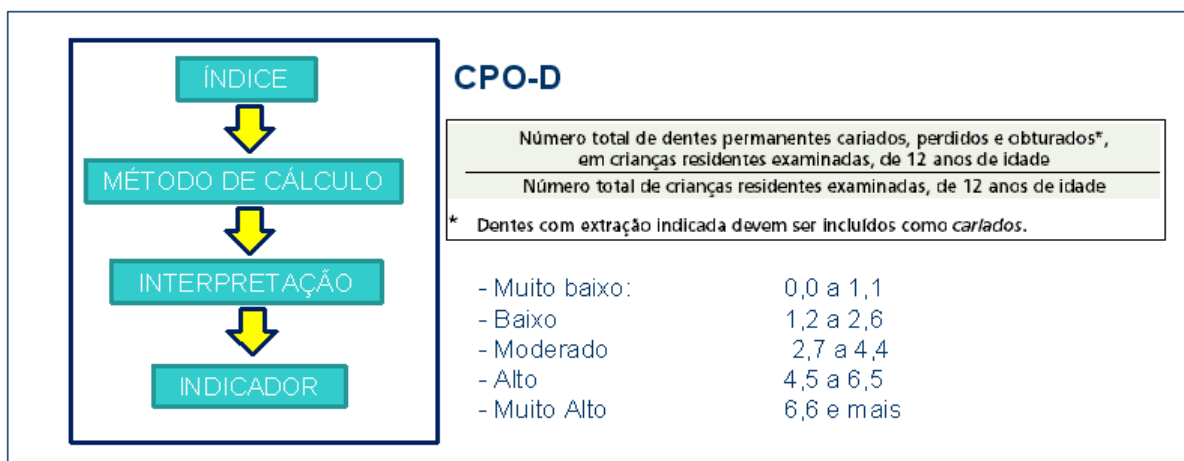 ÍNDICE
MÉTODO DE CÁLCULO
INTERPRETAÇÃO
INDICADOR
CPO-D
Número total de dentes permanentes cariados, perdidos e obturados*,
em crianças residentes examinadas, de 12 anos de idade
Número total de crianças residentes examinadas, de 12 anos de idade
* Dentes com extração indicada devem ser incluídos como cariados.
- Muito baixo: 0,0 a 1,1
- Baixo 1,2 a 2,6
- Moderado 2,7 a 4,4
- Alto 4,5 a 6,5
- Muito Alto 6,6 e mais